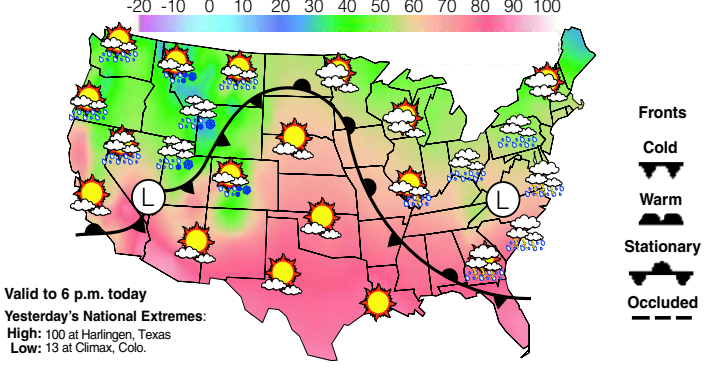 -20 -10 0 10 20 30 40 50 60 70 80 90 100
L
L
Fronts
Cold
Warm
Stationary
Occluded
Valid to 6 p.m. today
Yesterday's National Extremes:
High: 100 at Harlingen, Texas
Low: 13 at Climax, Colo.